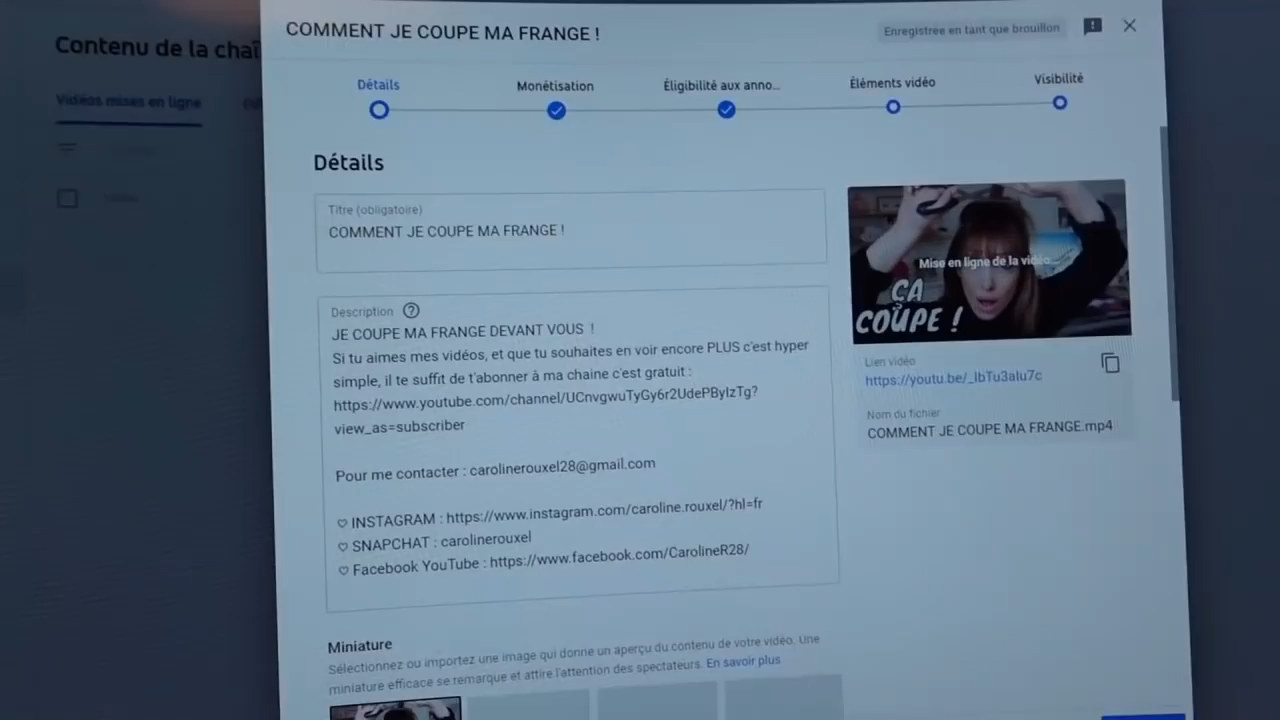 Contenu de la chaî
Vidéos mises en ligne
COMMENT JE COUPE MA FRANGE !
Enregistrée en tant que brouillon
Détails
Monétisation
Éligibilité aux anno...
Éléments vidéo
Visibilité
Détails
Titre (obligatoire)
COMMENT JE COUPE MA FRANGE !
Description
JE COUPE MA FRANGE DEVANT VOUS !
Si tu aimes mes vidéos, et que tu souhaites en voir encore PLUS c'est hyper
simple, il te suffit de t'abonner à ma chaine c'est gratuit :
https://www.youtube.com/channel/UCnvgwuTyGy6r2UdePByIzTg?
view_as=subscriber
Pour me contacter : carolinerouxel28@gmail.com
♡ INSTAGRAM : https://www.instagram.com/caroline.rouxel/?hl=fr
♡ SNAPCHAT : carolinerouxel
♡ Facebook YouTube : https://www.facebook.com/CarolineR28/
Mise en ligne de la vidéo...
ÇA
COUPE !
Lien vidéo
https://youtu.be/_IbTu3aIu7c
Nom du fichier
COMMENT JE COUPE MA FRANGE.mp4
Miniature
Sélectionnez ou importez une image qui donne un aperçu du contenu de votre vidéo. Une
miniature efficace se remarque et attire l'attention des spectateurs. En savoir plus